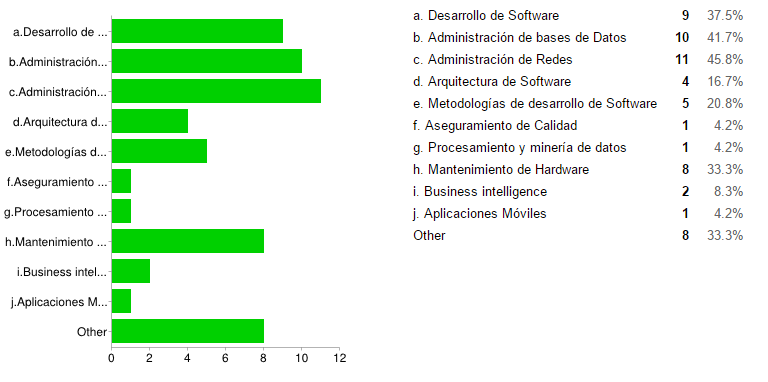 a.Desarrollo de ...
b.Administración...
c.Administración...
d.Arquitectura d...
e.Metodologías d...
f.Aseguramiento ...
g.Procesamiento ...
h.Mantenimiento ...
i.Business intel...
j.Aplicaciones M...
Other
0 2 4 6 8 10 12
a. Desarrollo de Software 9 37.5%
b. Administración de bases de Datos 10 41.7%
c. Administración de Redes 11 45.8%
d. Arquitectura de Software 4 16.7%
e. Metodologías de desarrollo de Software 5 20.8%
f. Aseguramiento de Calidad 1 4.2%
g. Procesamiento y minería de datos 1 4.2%
h. Mantenimiento de Hardware 8 33.3%
i. Business intelligence 2 8.3%
j. Aplicaciones Móviles 1 4.2%
Other 8 33.3%